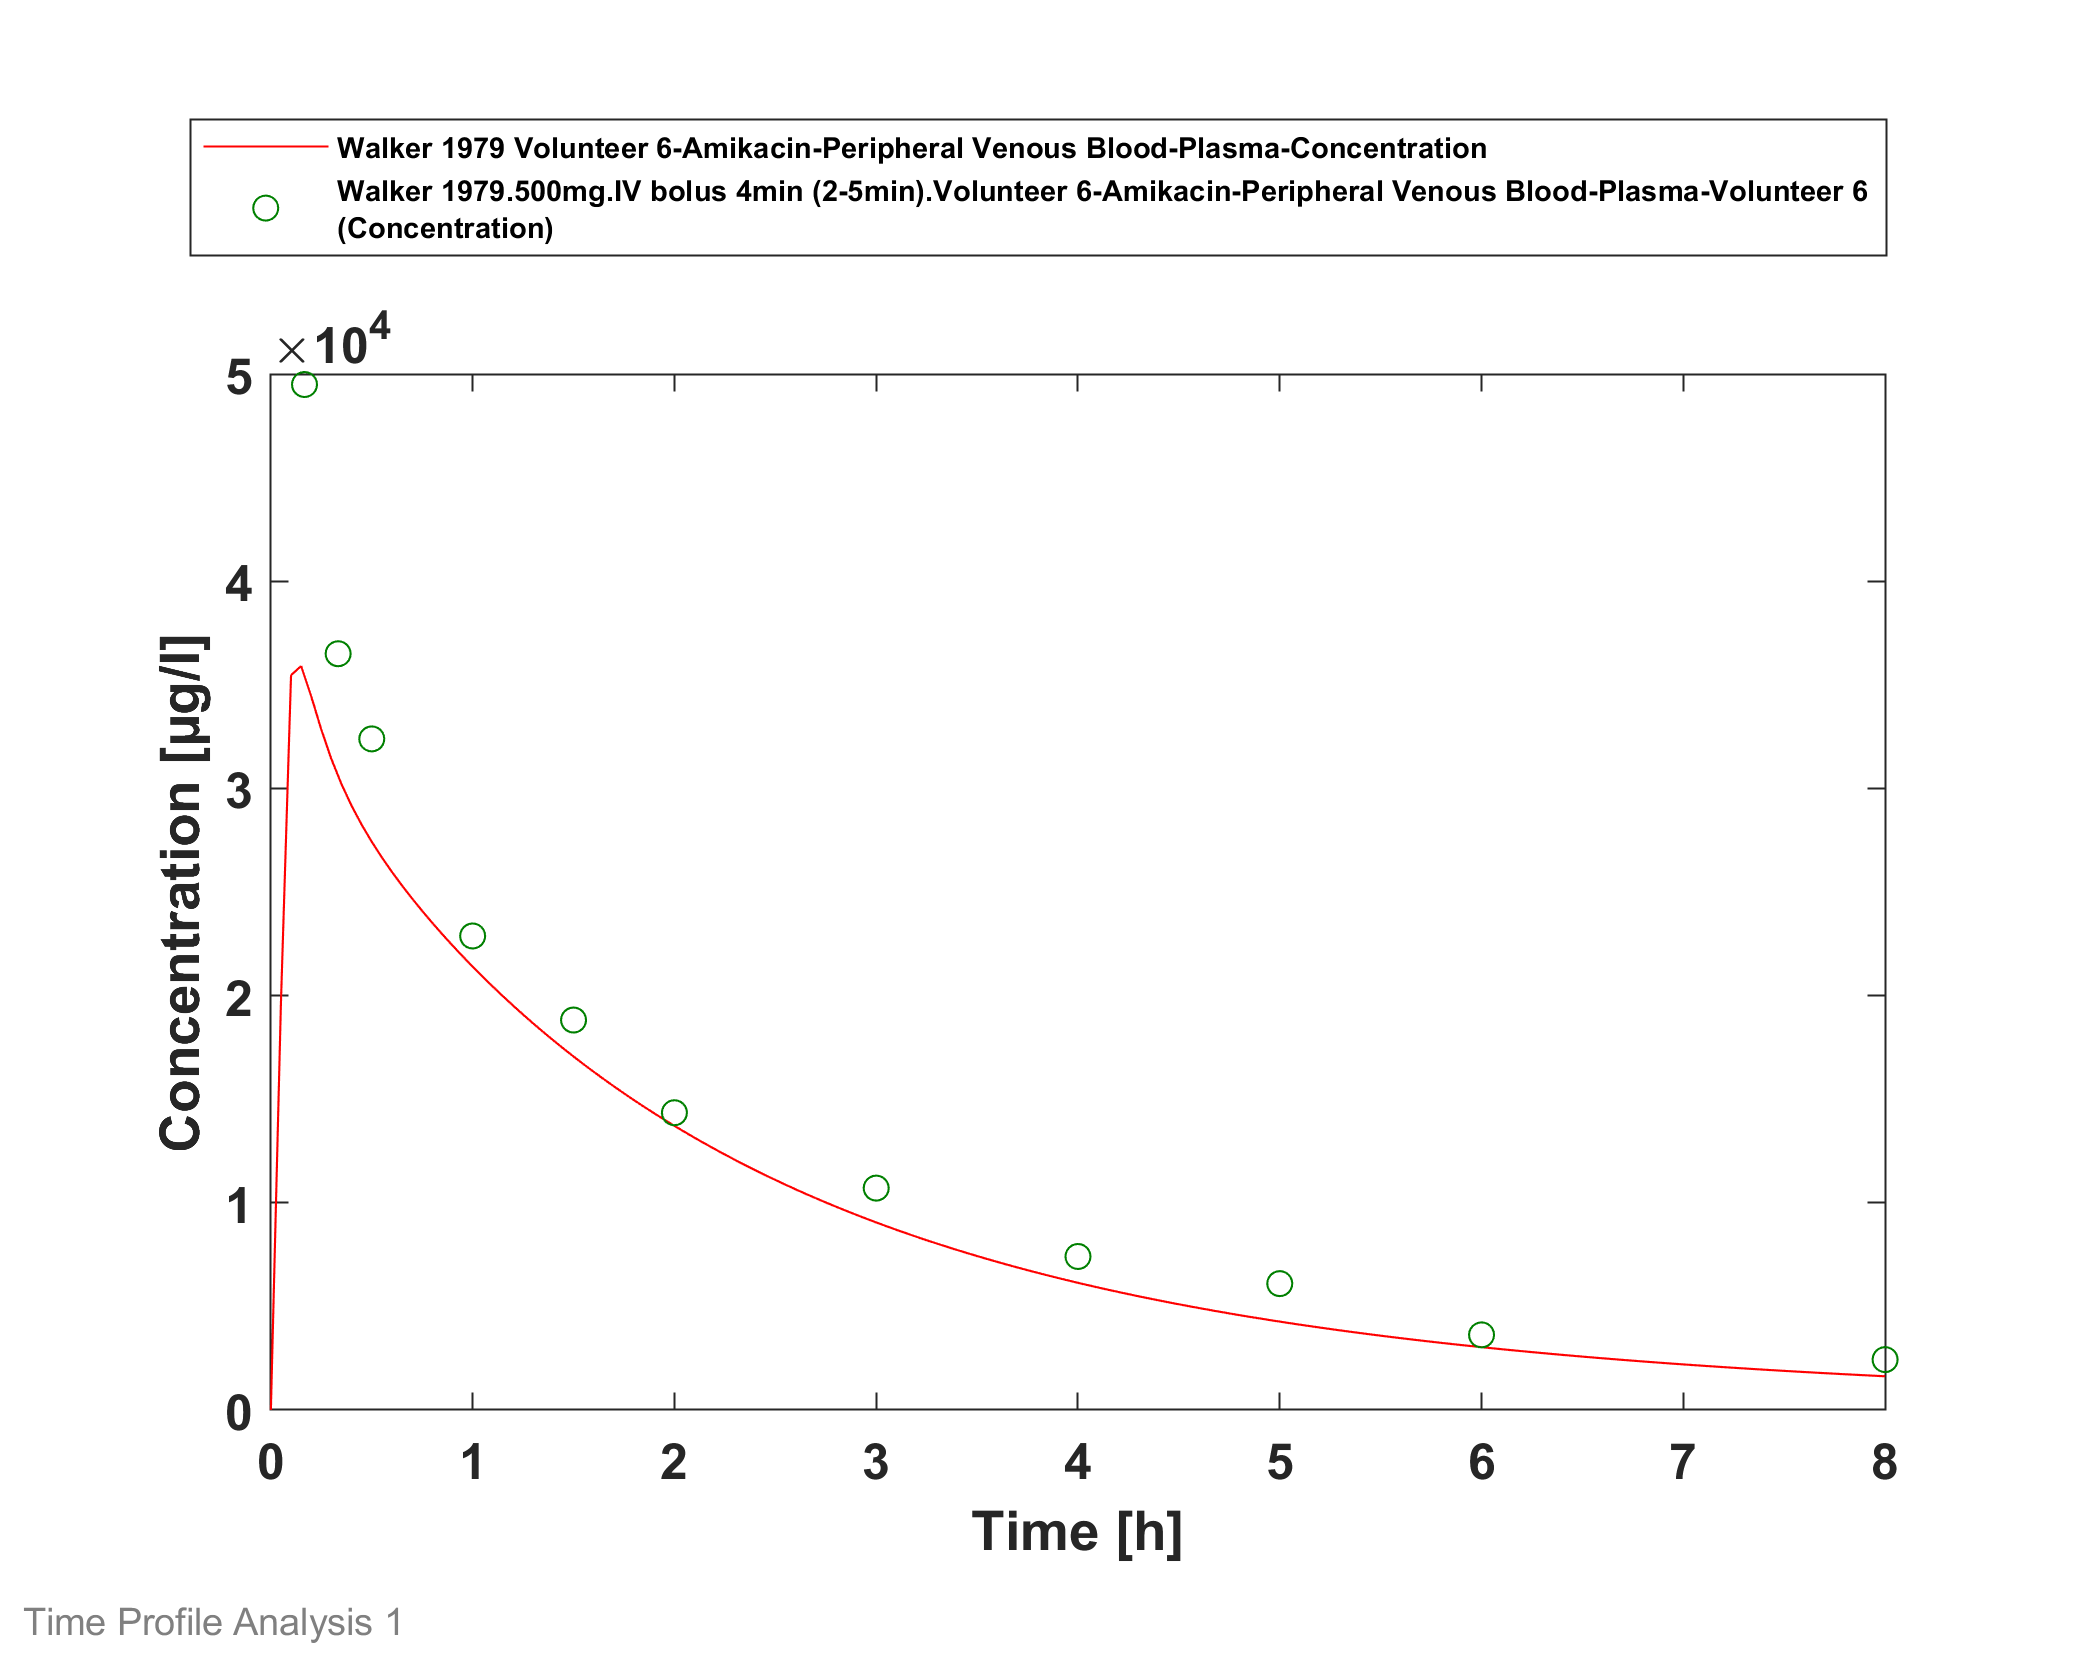 Walker 1979 Volunteer 6-Amikacin-Peripheral Venous Blood-Plasma-Concentration
Walker 1979.500mg.IV bolus 4min (2-5min).Volunteer 6-Amikacin-Peripheral Venous Blood-Plasma-Volunteer 6
(Concentration)
×10⁴
5
4
3
2
1
0
Concentration [µg/l]
0 1 2 3 4 5 6 7 8
Time [h]
Time Profile Analysis 1